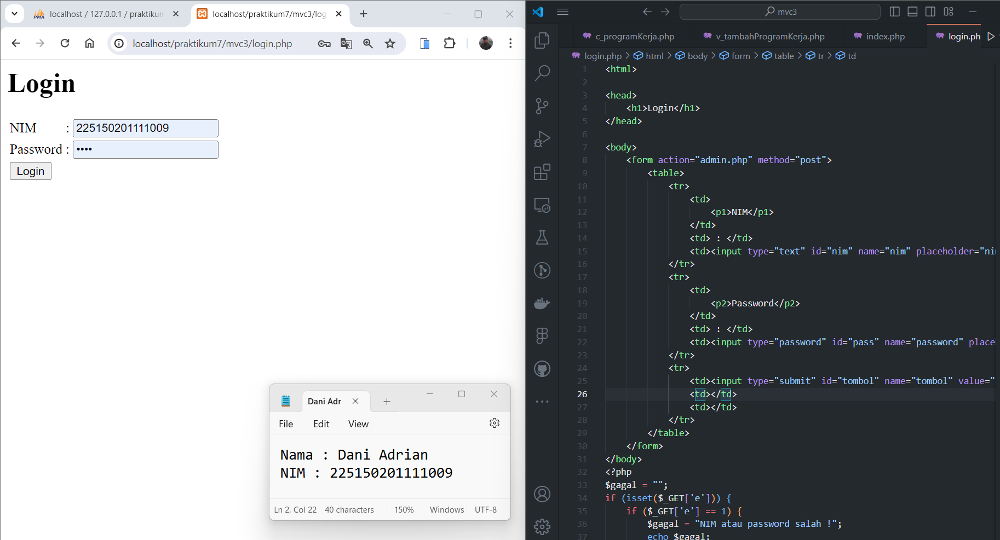 localhost / 127.0.0.1 / praktikum
localhost/praktikum7/mvc3/log
localhost/praktikum7/mvc3/login.php
Login
NIM : 225150201111009
Password : ••••
Login
Dani Adr
File Edit View
Nama : Dani Adrian
NIM : 225150201111009
Ln 2, Col 22 40 characters 150% Windows UTF-8
mvc3
c_programKerja.php v_tambahProgramKerja.php index.php login.ph
login.php > html > body > form > table > tr > td
1 <html>
2
3 <head>
4 <h1>Login</h1>
5 </head>
6
7 <body>
8 <form action="admin.php" method="post">
9 <table>
10 <tr>
11 <td>
12 <p1>NIM</p1>
13 </td>
14 <td> : </td>
15 <td><input type="text" id="nim" name="nim" placeholder="nim
16 </tr>
17 <tr>
18 <td>
19 <p2>Password</p2>
20 </td>
21 <td> : </td>
22 <td><input type="password" id="pass" name="password" place
23 </tr>
24 <tr>
25 <td><input type="submit" id="tombol" name="tombol" value="
26 <td></td>
27 <td></td>
28 </tr>
29 </table>
30 </form>
31 </body>
32 <?php
33 $gagal = "";
34 if (isset($_GET['e'])) {
35 if ($_GET['e'] == 1) {
36 $gagal = "NIM atau password salah !";
37 echo $gagal;